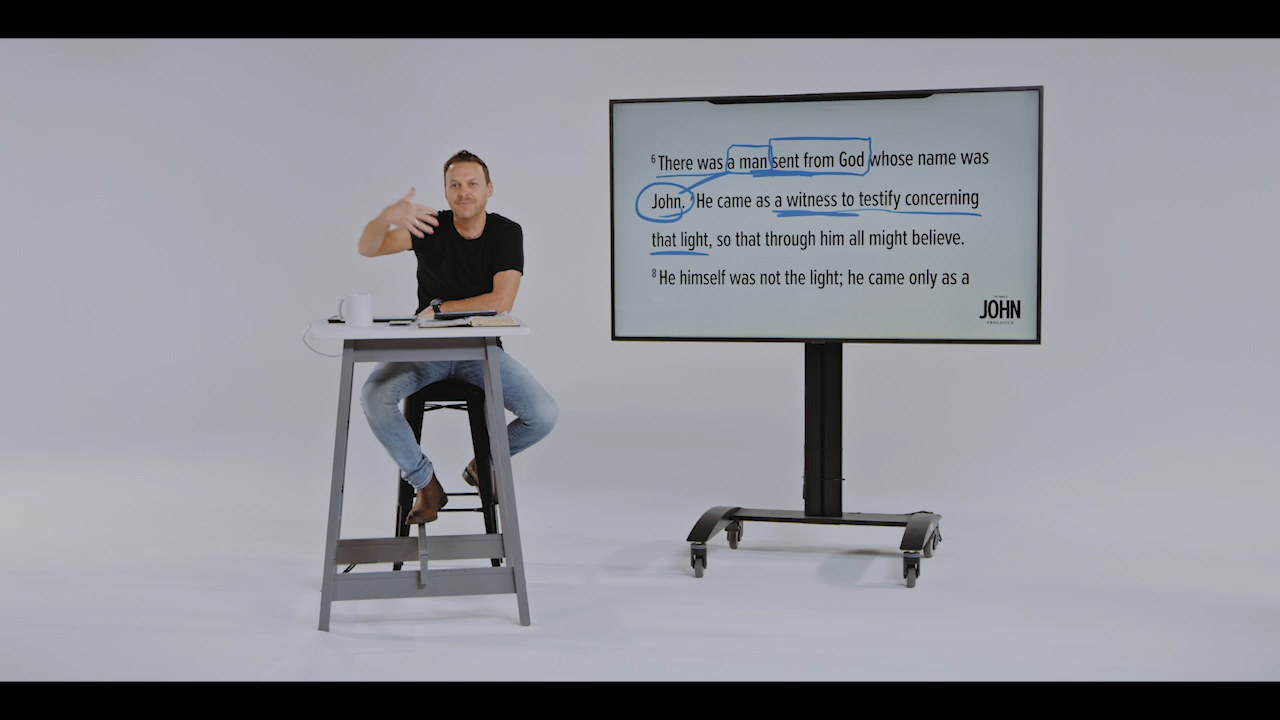 ⁶ There was a man sent from God whose name was
John. ⁷ He came as a witness to testify concerning
that light, so that through him all might believe.
⁸ He himself was not the light; he came only as a
JOHN
PROLOGUE